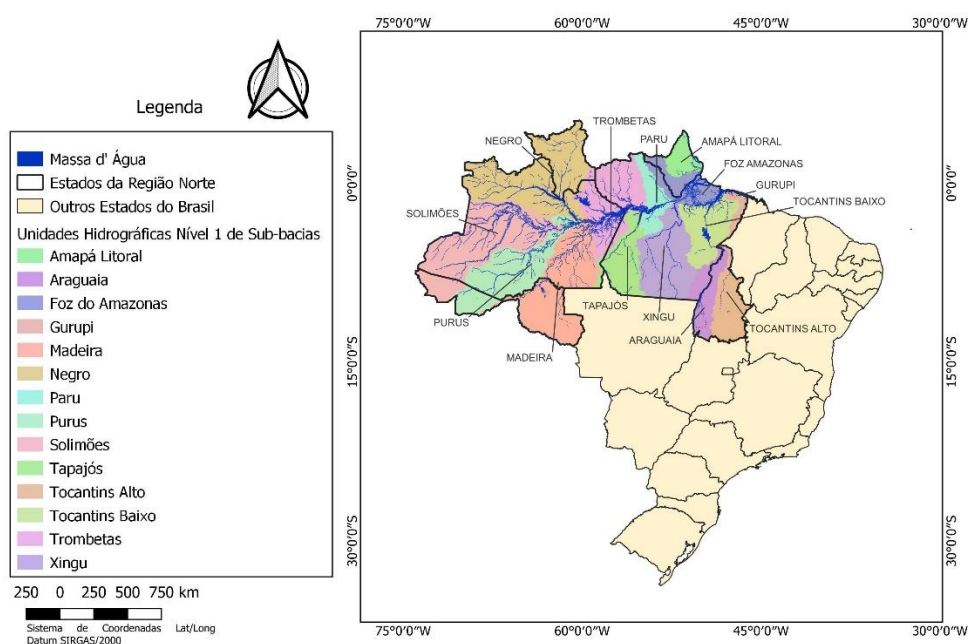 75°0'0"W 60°0'0"W 45°0'0"W 30°0'0"W
Legenda
Massa d' Água
Estados da Região Norte
Outros Estados do Brasil
Unidades Hidrográficas Nível 1 de Sub-bacias
Amapá Litoral
Araguaia
Foz do Amazonas
Gurupi
Madeira
Negro
Paru
Purus
Solimões
Tapajós
Tocantins Alto
Tocantins Baixo
Trombetas
Xingu
250 0 250 500 750 km
Sistema de Coordenadas Lat/Long
Datum SIRGAS/2000
0°0'0"
15°0'0"S
30°0'0"S
TROMBETAS
NEGRO
PARU
AMAPÁ LITORAL
FOZ AMAZONAS
GURUPI
TOCANTINS BAIXO
SOLIMÕES
PURUS
MADEIRA
TAPAJÓS
XINGU
ARAGUAIA
TOCANTINS ALTO
0°0'0"
15°0'0"S
30°0'0"S
75°0'0"W 60°0'0"W 45°0'0"W 30°0'0"W